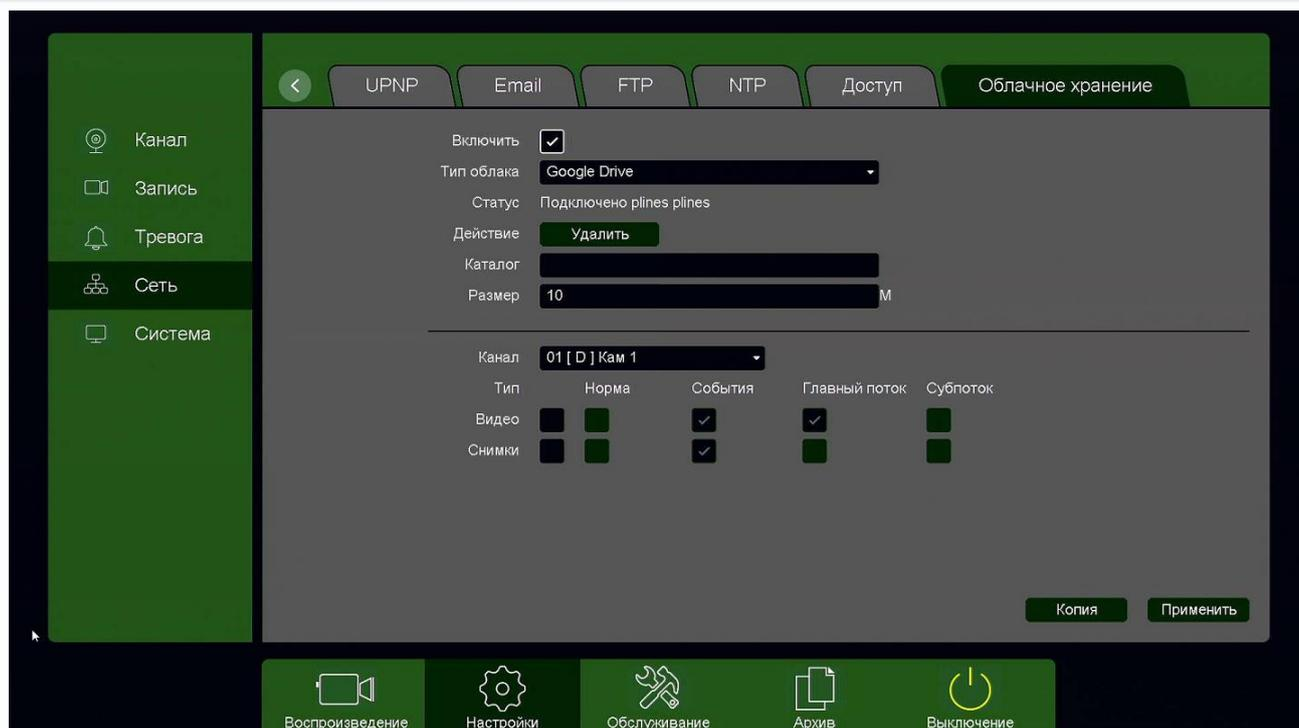 UPNP Email FTP NTP Доступ Облачное хранение
Канал
Запись
Тревога
Сеть
Система
Включить
Тип облака Google Drive
Статус Подключено plines plines
Действие Удалить
Каталог
Размер 10 М
Канал 01 [ D ] Кам 1
Тип Норма События Главный поток Субпоток
Видео
Снимки
Копия Применить
Воспроизведение Настройки Обслуживание Архив Выключение